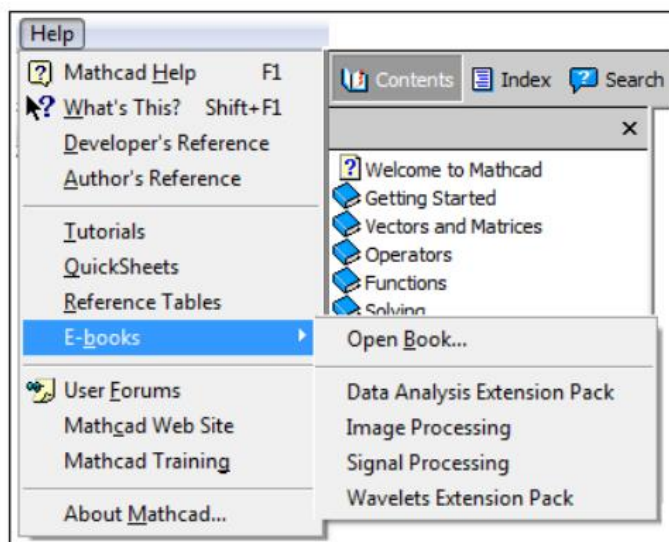 Help
Mathcad Help F1
What's This? Shift+F1
Developer's Reference
Author's Reference
Tutorials
QuickSheets
Reference Tables
E-books
User Forums
Mathcad Web Site
Mathcad Training
About Mathcad...
Contents Index Search
Welcome to Mathcad
Getting Started
Vectors and Matrices
Operators
Functions
Solving
Open Book...
Data Analysis Extension Pack
Image Processing
Signal Processing
Wavelets Extension Pack